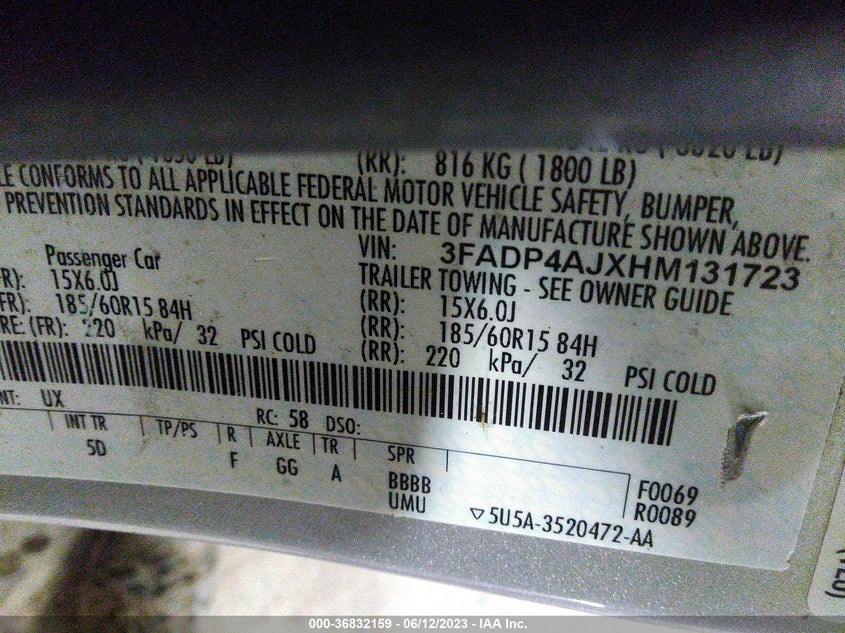 (RR): 816 KG ( 1800 LB)
LE CONFORMS TO ALL APPLICABLE FEDERAL MOTOR VEHICLE SAFETY, BUMPER,
PREVENTION STANDARDS IN EFFECT ON THE DATE OF MANUFACTURE SHOWN ABOVE.
Passenger Car VIN: 3FADP4AJXHM131723
TRAILER TOWING - SEE OWNER GUIDE
R): 15X6.0J (RR): 15X6.0J
FR): 185/60R15 84H (RR): 185/60R15 84H
RE: (FR): 220 kPa/ 32 PSI COLD (RR): 220 kPa/ 32 PSI COLD
NT: UX RC: 58 DSO:
INT TR TP/PS R AXLE TR SPR
5D F GG A BBBB F0069
UMU R0089
▽5U5A-3520472-AA
000-36832159 - 06/12/2023 - IAA Inc.